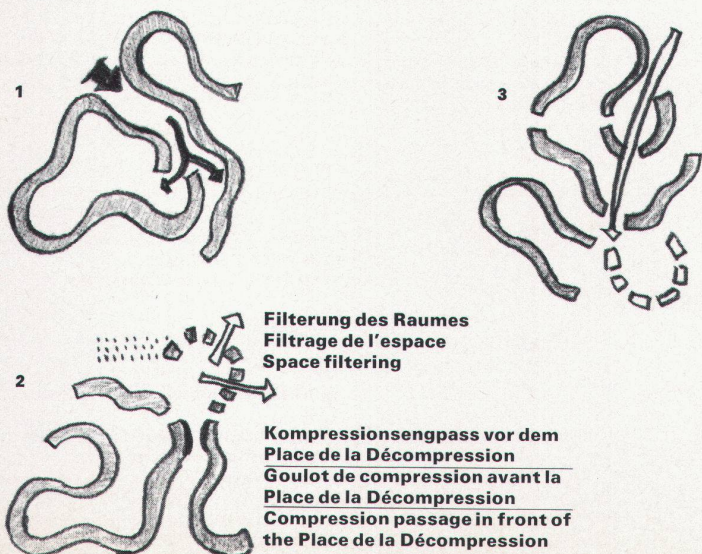 1
3
2
Filterung des Raumes
Filtrage de l'espace
Space filtering
Kompressionsengpass vor dem
Place de la Décompression
Goulot de compression avant la
Place de la Décompression
Compression passage in front of
the Place de la Décompression